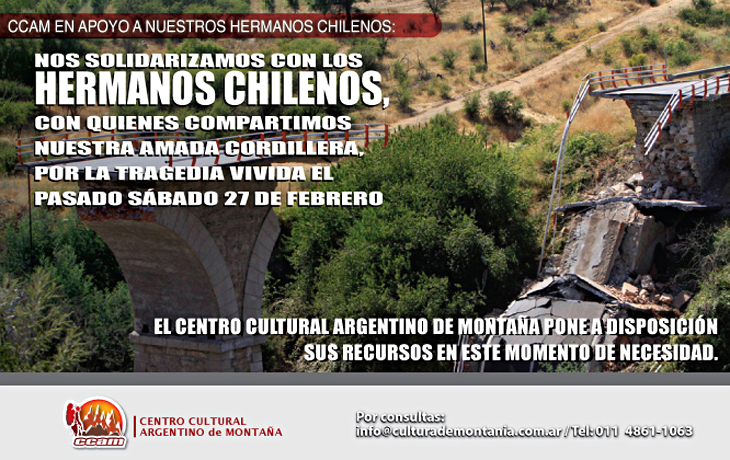 CCAM EN APOYO A NUESTROS HERMANOS CHILENOS:
NOS SOLIDARIZAMOS CON LOS
HERMANOS CHILENOS,
CON QUIENES COMPARTIMOS
NUESTRA AMADA CORDILLERA,
POR LA TRAGEDIA VIVIDA EL
PASADO SÁBADO 27 DE FEBRERO
EL CENTRO CULTURAL ARGENTINO DE MONTAÑA PONE A DISPOSICIÓN
SUS RECURSOS EN ESTE MOMENTO DE NECESIDAD.
ccam
CENTRO CULTURAL
ARGENTINO de MONTAÑA
Por consultas:
info@culturademontania.com.ar / Tel: 011 4861-1063